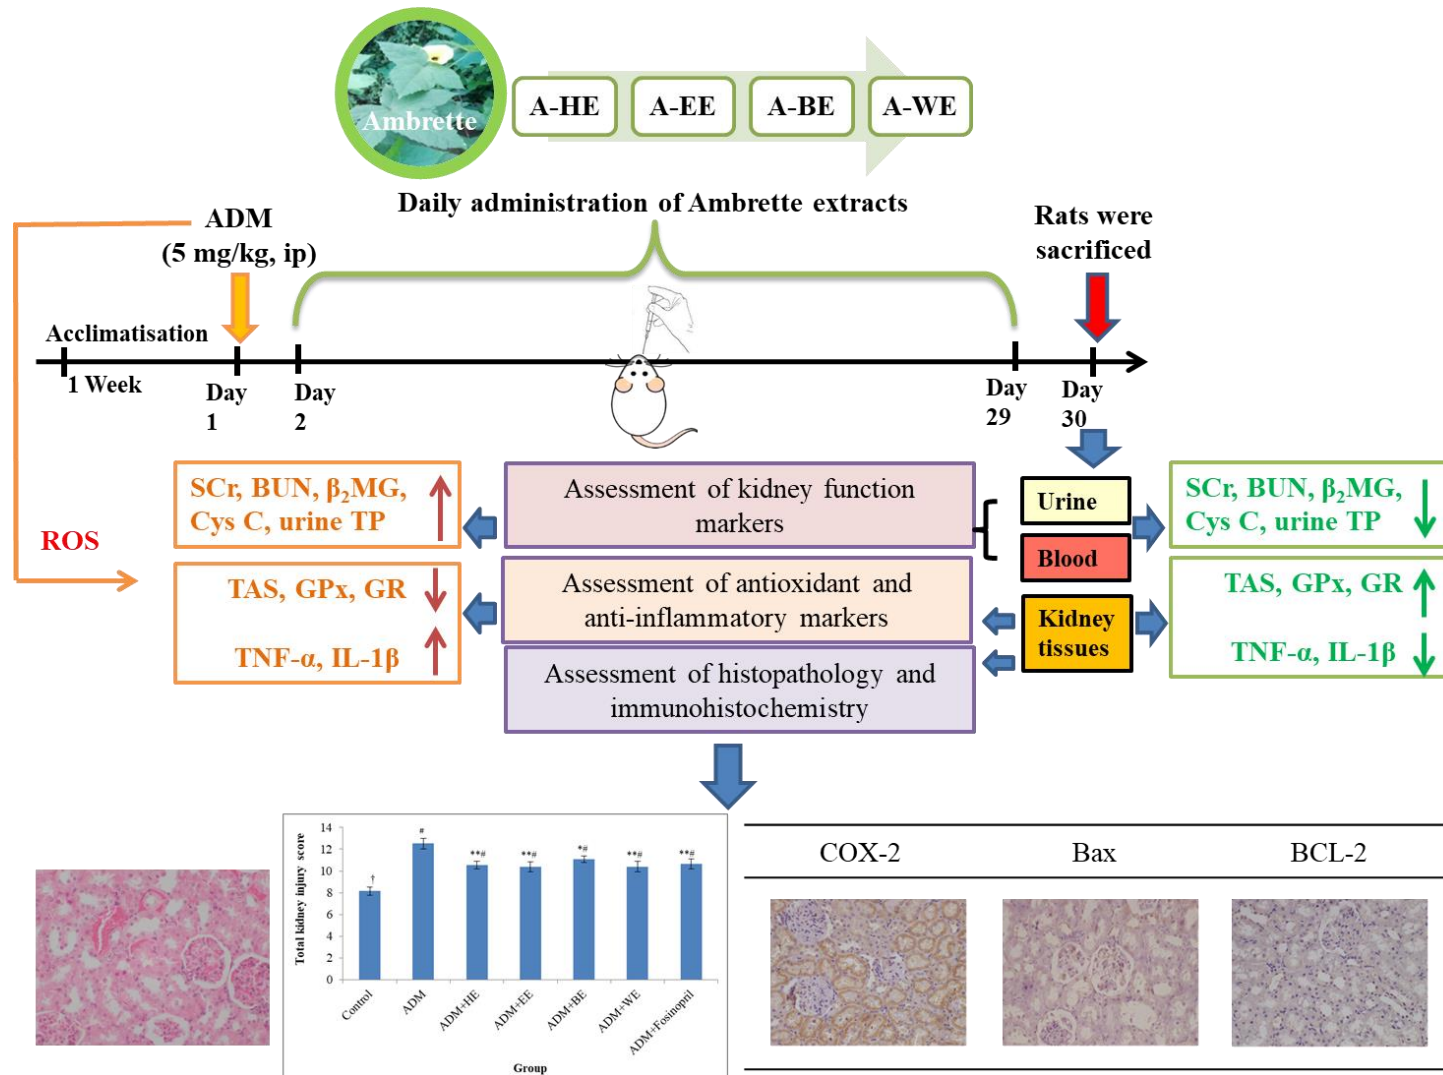 Ambrette
A-HE
A-EE
A-BE
A-WE
Daily administration of Ambrette extracts
ADM
(5 mg/kg, ip)
Rats were
sacrificed
Acclimatisation
1 Week
Day
1
Day
2
Day
29
Day
30
ROS
SCr, BUN, β₂MG,
Cys C, urine TP
TAS, GPx, GR
TNF-α, IL-1β
Assessment of kidney function
markers
Assessment of antioxidant and
anti-inflammatory markers
Assessment of histopathology and
immunohistochemistry
Urine
Blood
Kidney
tissues
SCr, BUN, β₂MG,
Cys C, urine TP
TAS, GPx, GR
TNF-α, IL-1β
Total kidney injury score
14
12
10
8
6
4
2
0
†
#
**#
**#
*#
**#
**#
Control
ADM
ADM+HE
ADM+EE
ADM+BE
ADM+WE
ADM+Fosinopril
Group
COX-2
Bax
BCL-2